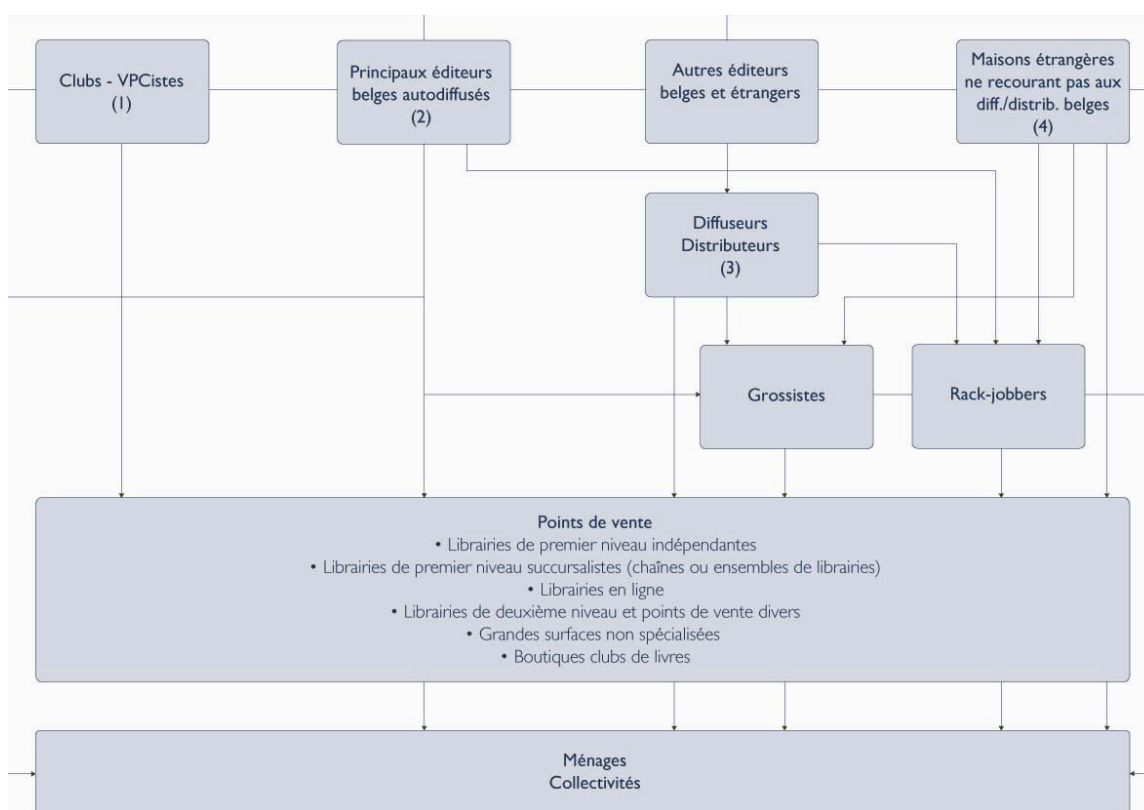 Clubs - VPCistes
(1)
Principaux éditeurs
belges autodiffusés
(2)
Autres éditeurs
belges et étrangers
Maisons étrangères
ne recourant pas aux
diff./distrib. belges
(4)
Diffuseurs
Distributeurs
(3)
Grossistes
Rack-jobbers
Points de vente
• Librairies de premier niveau indépendantes
• Librairies de premier niveau succursalistes (chaînes ou ensembles de librairies)
• Librairies en ligne
• Librairies de deuxième niveau et points de vente divers
• Grandes surfaces non spécialisées
• Boutiques clubs de livres
Ménages
Collectivités